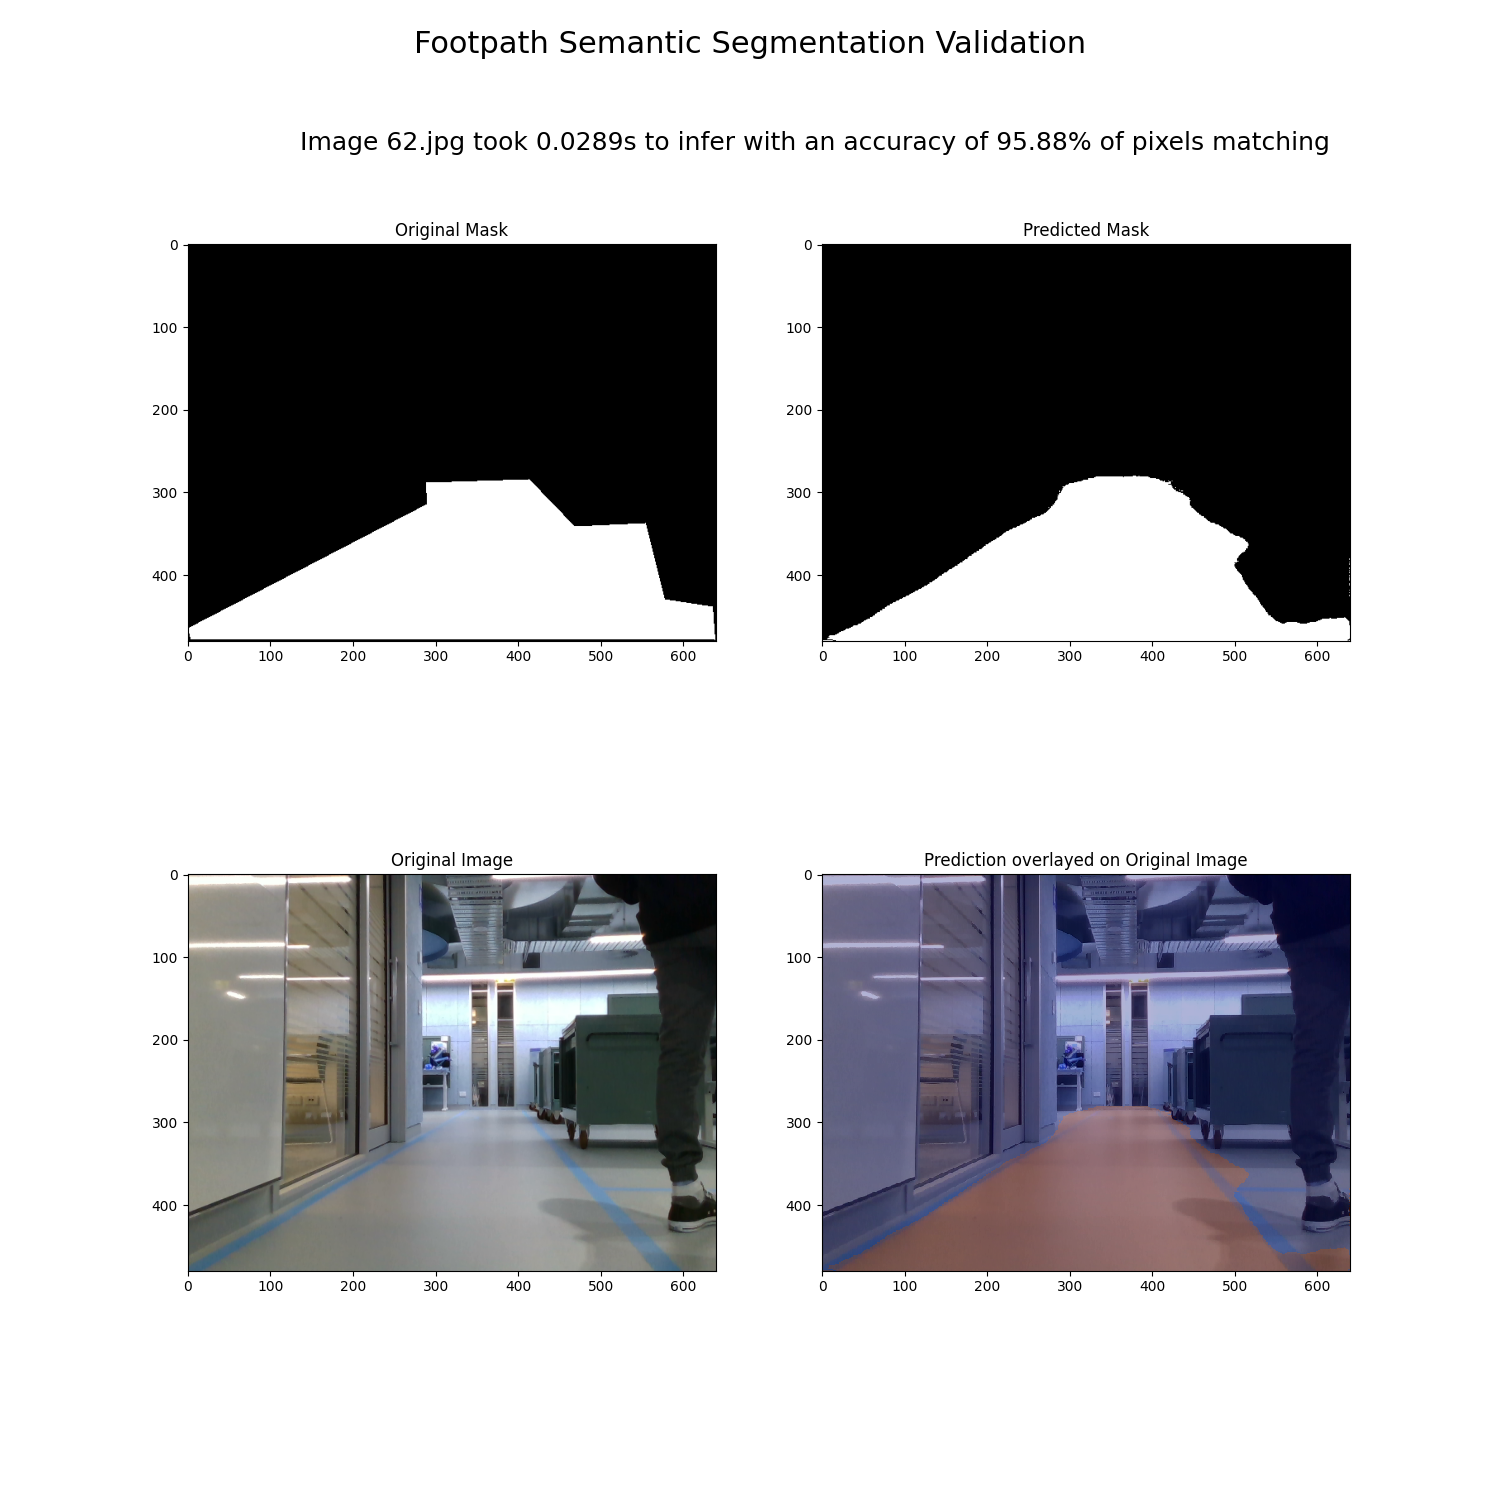 Footpath Semantic Segmentation Validation
Image 62.jpg took 0.0289s to infer with an accuracy of 95.88% of pixels matching
Original Mask
0
100
200
300
400
0 100 200 300 400 500 600
Predicted Mask
0
100
200
300
400
0 100 200 300 400 500 600
Original Image
0
100
200
300
400
0 100 200 300 400 500 600
Prediction overlayed on Original Image
0
100
200
300
400
0 100 200 300 400 500 600